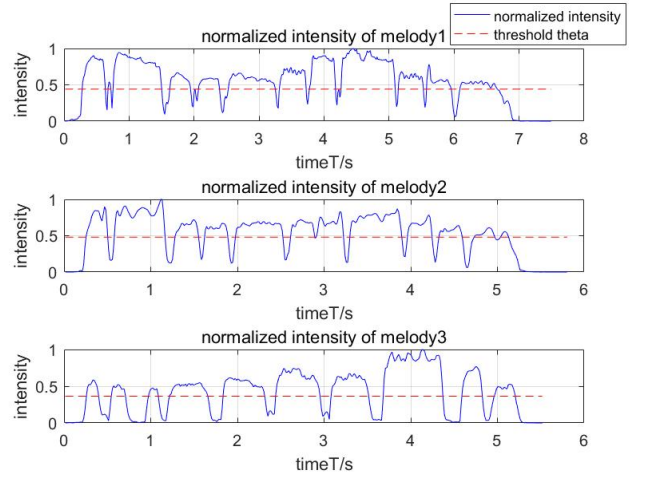 normalized intensity of melody1
normalized intensity
threshold theta
intensity
1
0.5
0
0 1 2 3 4 5 6 7 8
timeT/s
normalized intensity of melody2
intensity
1
0.5
0
0 1 2 3 4 5 6
timeT/s
normalized intensity of melody3
intensity
1
0.5
0
0 1 2 3 4 5 6
timeT/s